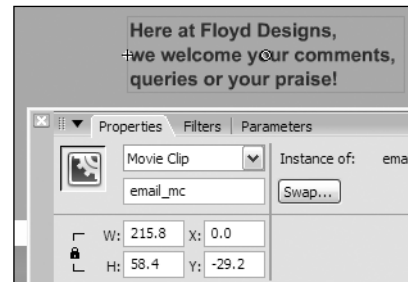 Here at Floyd Designs,
we welcome your comments,
queries or your praise!
Properties Filters Parameters
Movie Clip Instance of: ema
email_mc Swap...
W: 215.8 X: 0.0
H: 58.4 Y: -29.2